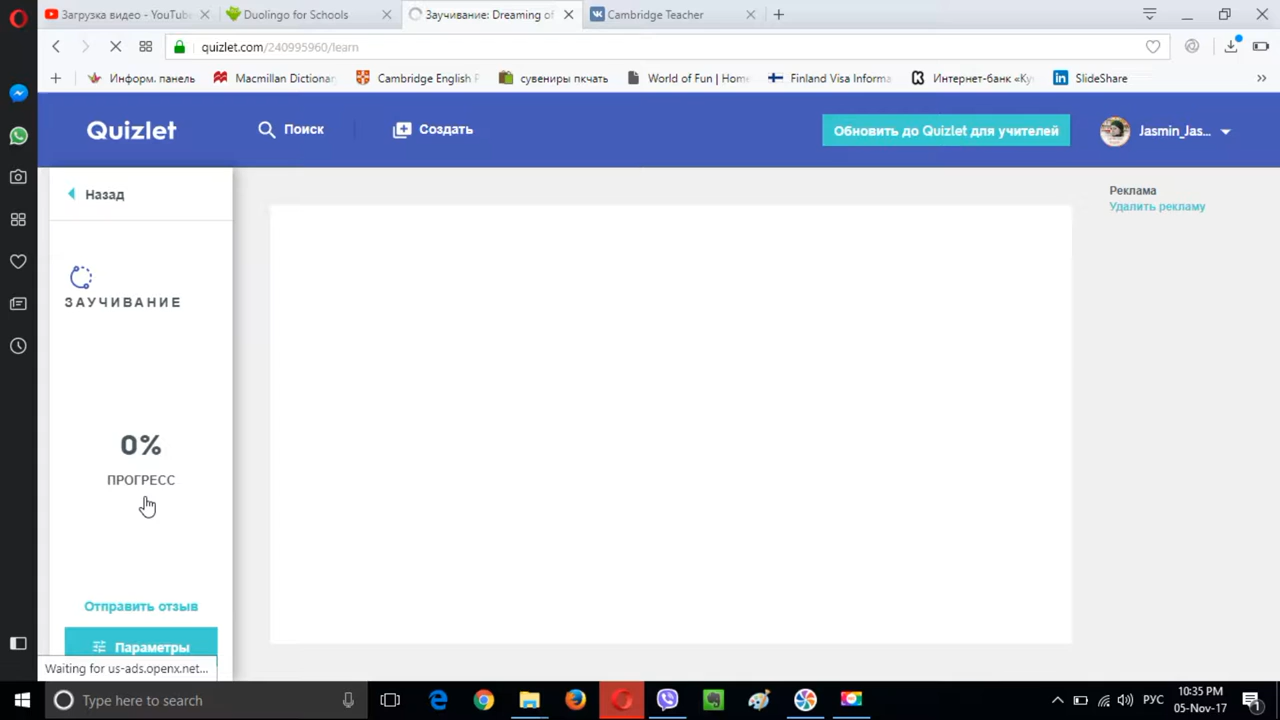 Загрузка видео - YouTube
Duolingo for Schools
Заучивание: Dreaming of
Cambridge Teacher
quizlet.com/240995960/learn
Информ. панель
Macmillan Dictionar
Cambridge English P
сувениры пкчать
World of Fun | Hom
Finland Visa Informa
Интернет-банк «Ку
SlideShare
Quizlet
Поиск
Создать
Обновить до Quizlet для учителей
Jasmin_Jas...
Назад
Реклама
Удалить рекламу
ЗАУЧИВАНИЕ
0%
ПРОГРЕСС
Отправить отзыв
Параметры
Waiting for us-ads.openx.net...
Type here to search
РУС
10:35 PM
05-Nov-17
1